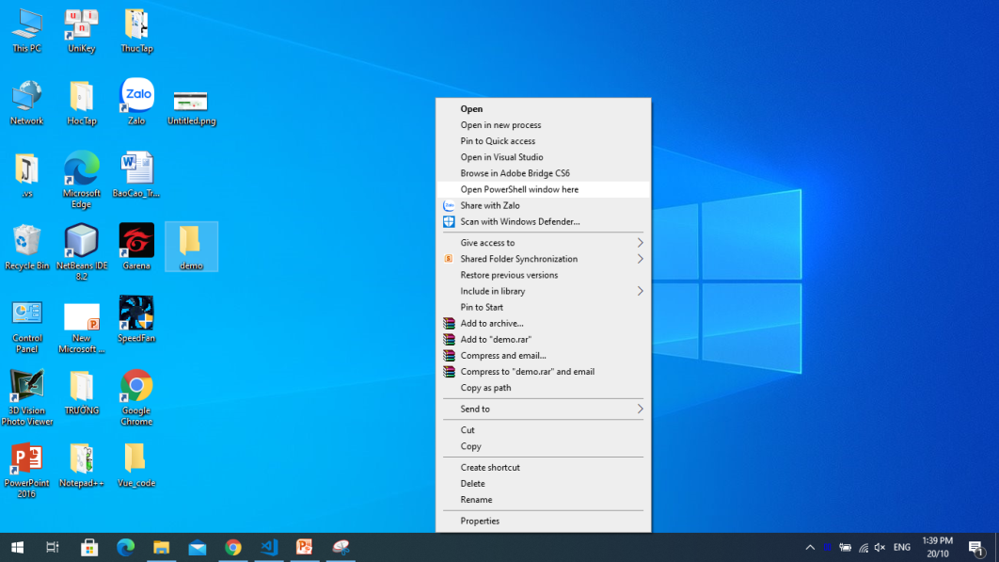 This PC
UniKey
ThucTap
Network
HocTap
Zalo
Zalo
Untitled.png
.vs
Microsoft
Edge
BaoCao_Tr...
Recycle Bin
NetBeans IDE
8.2
Garena
demo
Control
Panel
New
Microsoft ...
SpeedFan
3D Vision
Photo Viewer
TRƯỜNG
Google
Chrome
PowerPoint
2016
Notepad++
Vue_code
Open
Open in new process
Pin to Quick access
Open in Visual Studio
Browse in Adobe Bridge CS6
Open PowerShell window here
Share with Zalo
Scan with Windows Defender...
Give access to
Shared Folder Synchronization
Restore previous versions
Include in library
Pin to Start
Add to archive...
Add to "demo.rar"
Compress and email...
Compress to "demo.rar" and email
Copy as path
Send to
Cut
Copy
Create shortcut
Delete
Rename
Properties
ENG
1:39 PM
20/10
1